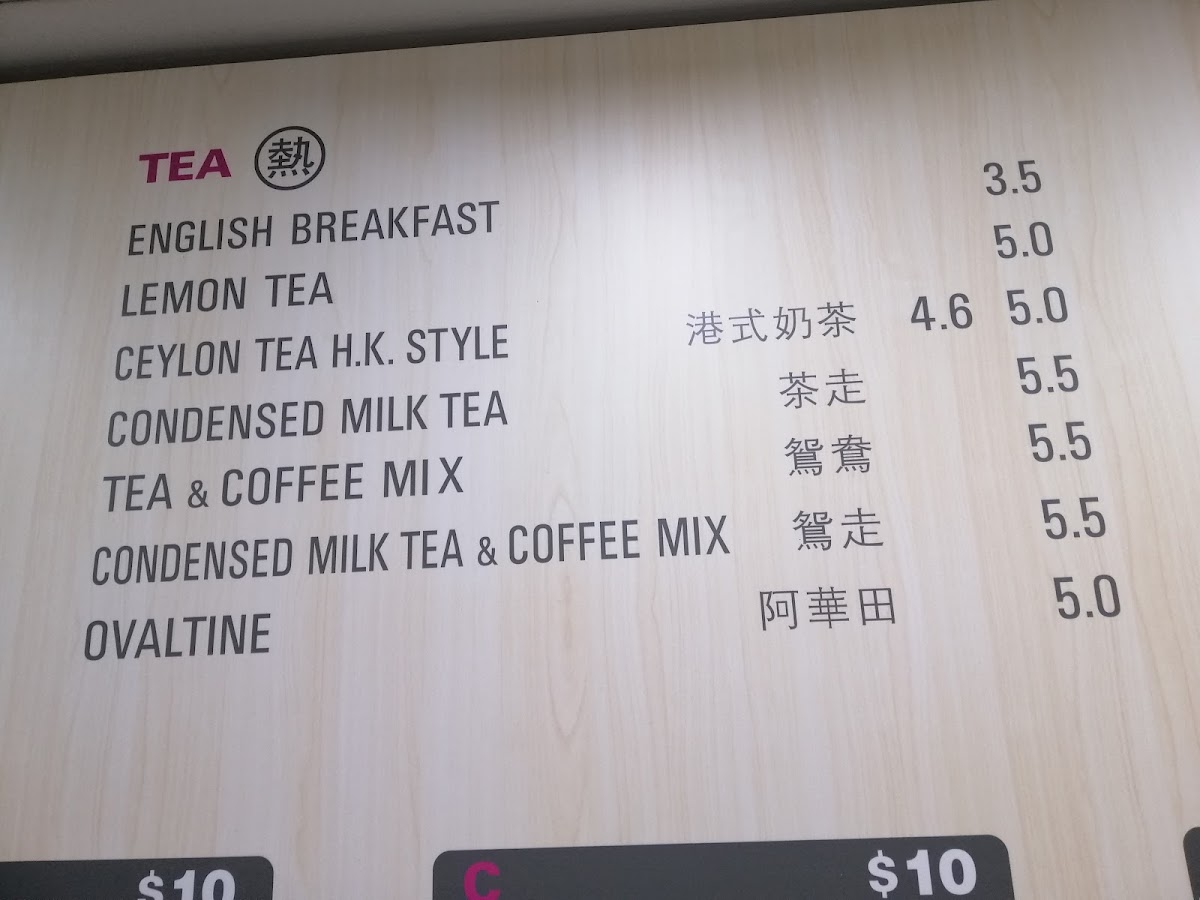 TEA 熱
ENGLISH BREAKFAST 3.5
LEMON TEA 5.0
CEYLON TEA H.K. STYLE 港式奶茶 4.6 5.0
CONDENSED MILK TEA 茶走 5.5
TEA & COFFEE MIX 鴛鴦 5.5
CONDENSED MILK TEA & COFFEE MIX 鴛走 5.5
OVALTINE 阿華田 5.0
$10
C $10